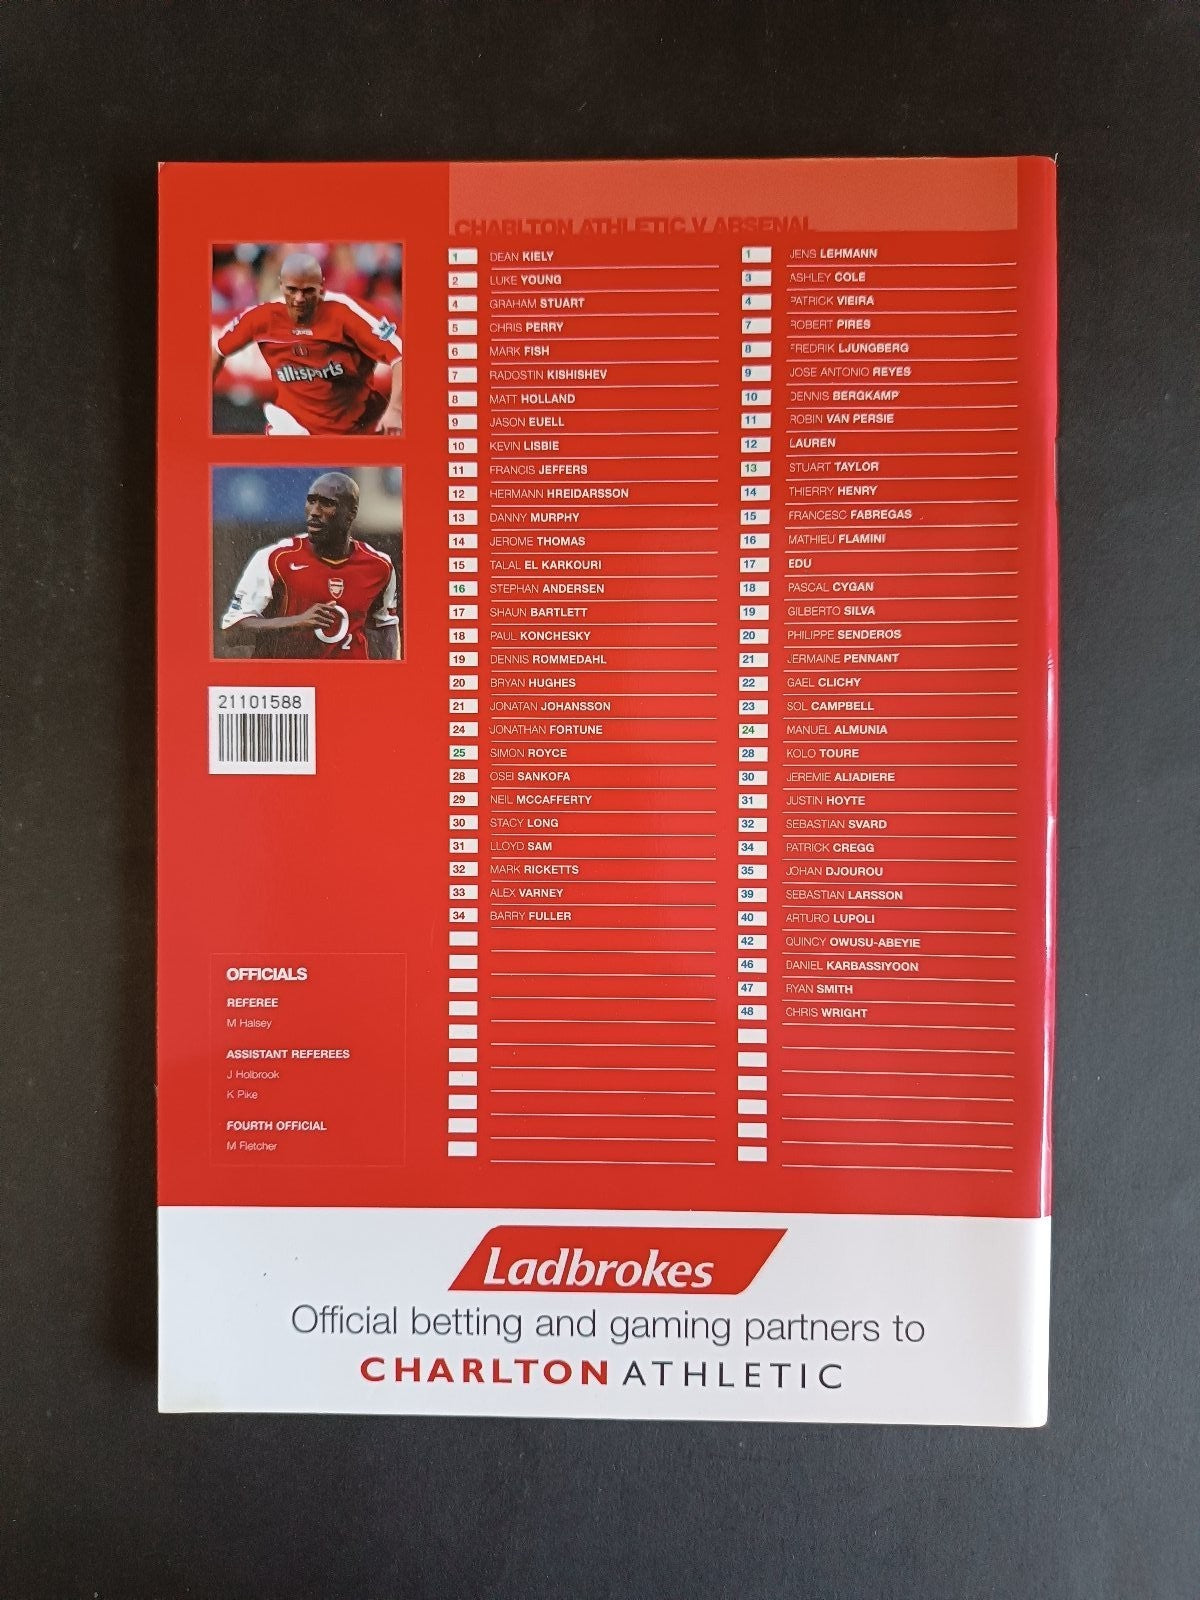 CHARLTON ATHLETIC V ARSENAL
1 DEAN KIELY
2 LUKE YOUNG
4 GRAHAM STUART
5 CHRIS PERRY
6 MARK FISH
7 RADOSTIN KISHISHEV
8 MATT HOLLAND
9 JASON EUELL
10 KEVIN LISBIE
11 FRANCIS JEFFERS
12 HERMANN HREIDARSSON
13 DANNY MURPHY
14 JEROME THOMAS
15 TALAL EL KARKOURI
16 STEPHAN ANDERSEN
17 SHAUN BARTLETT
18 PAUL KONCHESKY
19 DENNIS ROMMEDAHL
20 BRYAN HUGHES
21 JONATAN JOHANSSON
24 JONATHAN FORTUNE
25 SIMON ROYCE
28 OSEI SANKOFA
29 NEIL MCCAFFERTY
30 STACY LONG
31 LLOYD SAM
32 MARK RICKETTS
33 ALEX VARNEY
34 BARRY FULLER
1 JENS LEHMANN
3 ASHLEY COLE
4 PATRICK VIEIRA
7 ROBERT PIRES
8 FREDRIK LJUNGBERG
9 JOSE ANTONIO REYES
10 DENNIS BERGKAMP
11 ROBIN VAN PERSIE
12 LAUREN
13 STUART TAYLOR
14 THIERRY HENRY
15 FRANCESC FABREGAS
16 MATHIEU FLAMINI
17 EDU
18 PASCAL CYGAN
19 GILBERTO SILVA
20 PHILIPPE SENDEROS
21 JERMAINE PENNANT
22 GAEL CLICHY
23 SOL CAMPBELL
24 MANUEL ALMUNIA
28 KOLO TOURE
30 JEREMIE ALIADIERE
31 JUSTIN HOYTE
32 SEBASTIAN SVARD
34 PATRICK CREGG
35 JOHAN DJOUROU
39 SEBASTIAN LARSSON
40 ARTURO LUPOLI
42 QUINCY OWUSU-ABEYIE
46 DANIEL KARBASSIYOON
47 RYAN SMITH
48 CHRIS WRIGHT
all:sports
O2
21101588
OFFICIALS
REFEREE
M Halsey
ASSISTANT REFEREES
J Holbrook
K Pike
FOURTH OFFICIAL
M Fletcher
Ladbrokes
Official betting and gaming partners to
CHARLTON ATHLETIC